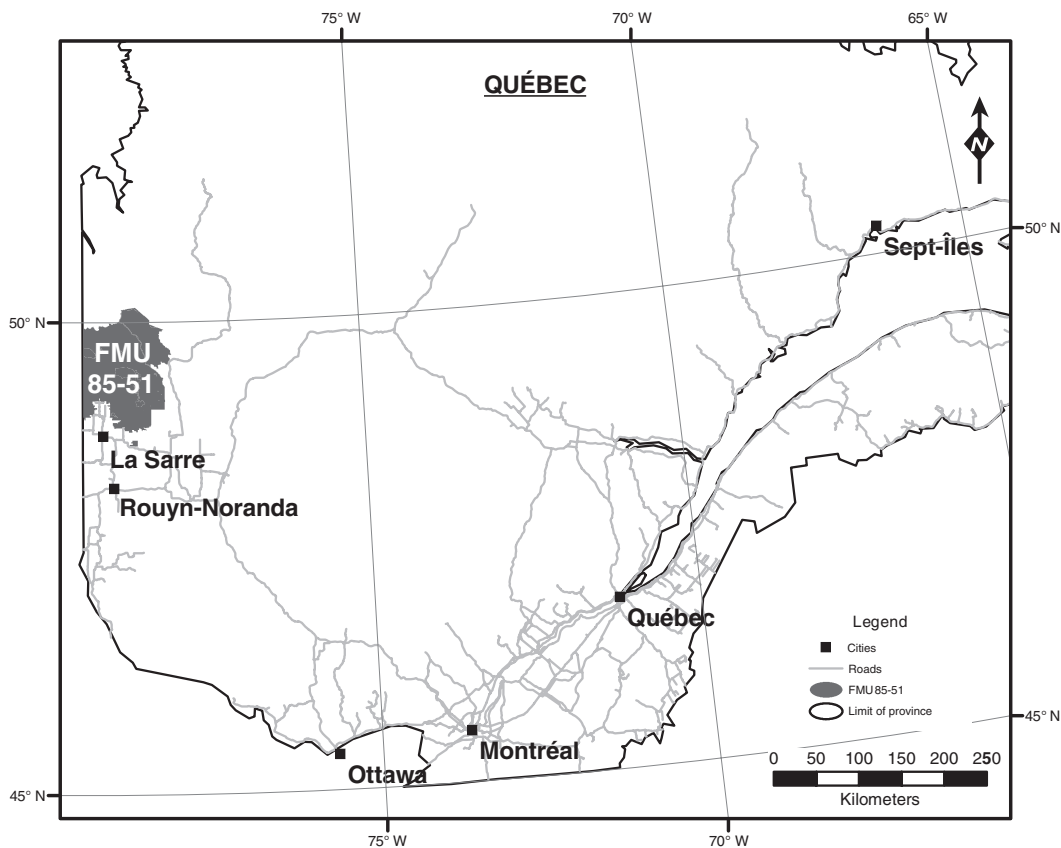 75° W
70° W
65° W
QUÉBEC
N
50° N
Sept-Îles
50° N
FMU
85-51
La Sarre
Rouyn-Noranda
Québec
Legend
Cities
Roads
FMU 85-51
Limit of province
45° N
Montréal
Ottawa
0 50 100 150 200 250
Kilometers
45° N
75° W
70° W